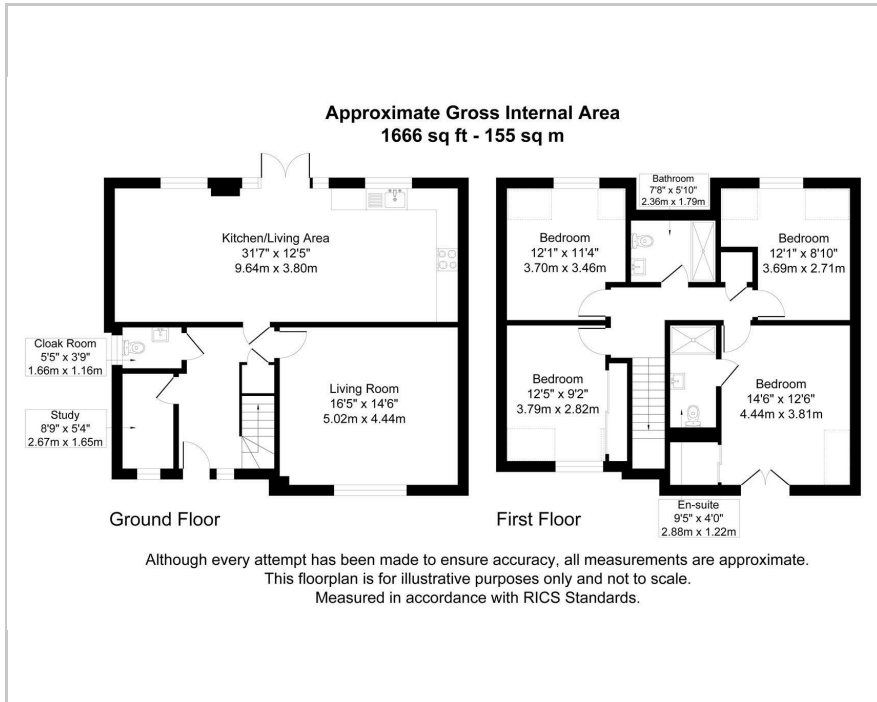 Approximate Gross Internal Area
1666 sq ft - 155 sq m
Kitchen/Living Area
31'7" x 12'5"
9.64m x 3.80m
Cloak Room
5'5" x 3'9"
1.66m x 1.16m
Study
8'9" x 5'4"
2.67m x 1.65m
Living Room
16'5" x 14'6"
5.02m x 4.44m
Ground Floor
Bathroom
7'8" x 5'10"
2.36m x 1.79m
Bedroom
12'1" x 11'4"
3.70m x 3.46m
Bedroom
12'1" x 8'10"
3.69m x 2.71m
Bedroom
12'5" x 9'2"
3.79m x 2.82m
Bedroom
14'6" x 12'6"
4.44m x 3.81m
En-suite
9'5" x 4'0"
2.88m x 1.22m
First Floor
Although every attempt has been made to ensure accuracy, all measurements are approximate.
This floorplan is for illustrative purposes only and not to scale.
Measured in accordance with RICS Standards.